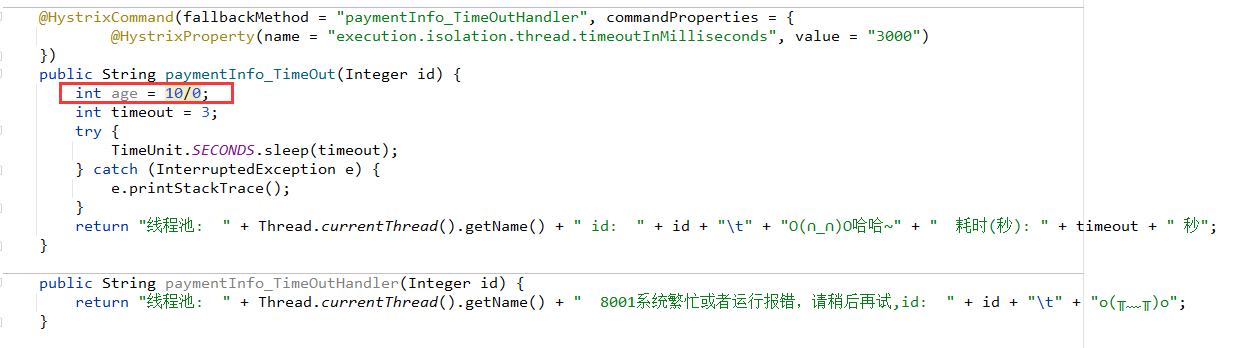 @HystrixCommand(fallbackMethod = "paymentInfo_TimeOutHandler", commandProperties = {
        @HystrixProperty(name = "execution.isolation.thread.timeoutInMilliseconds", value = "3000")
})
public String paymentInfo_TimeOut(Integer id) {
    int age = 10/0;
    int timeout = 3;
    try {
        TimeUnit.SECONDS.sleep(timeout);
    } catch (InterruptedException e) {
        e.printStackTrace();
    }
    return "线程池:  " + Thread.currentThread().getName() + " id:  " + id + "\t" + "O(∩_∩)O哈哈~" + "  耗时(秒): " + timeout + " 秒";
}
public String paymentInfo_TimeOutHandler(Integer id) {
    return "线程池:  " + Thread.currentThread().getName() + "  8001系统繁忙或者运行报错，请稍后再试,id:  " + id + "\t" + "o(╥﹏╥)o";
}